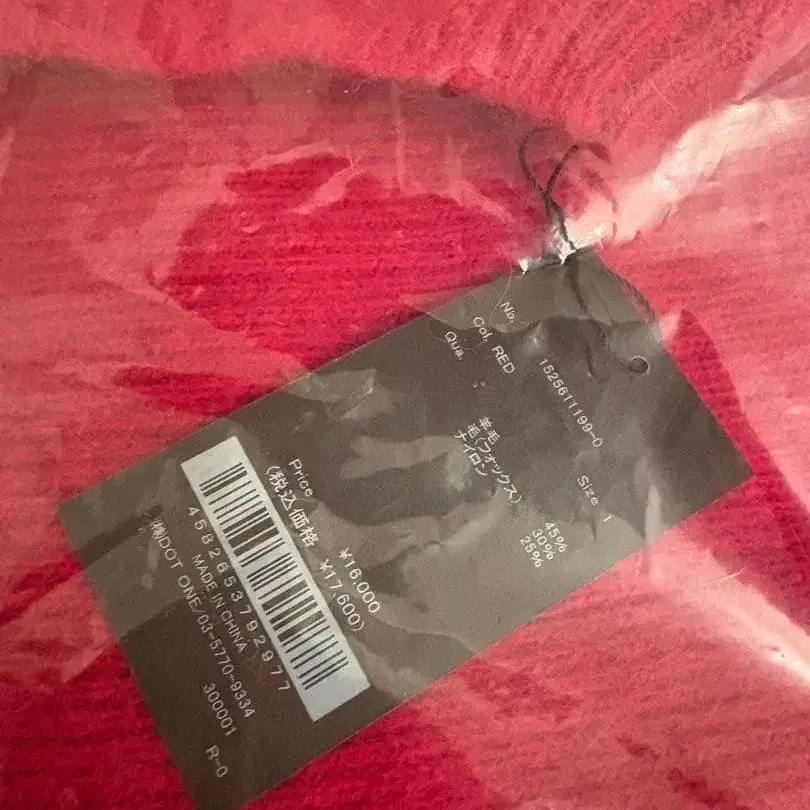 No. 1525611199-0 Size 1
Col. RED
Qua.
羊毛 45%
毛(フォックス) 30%
ナイロン 25%
Price ¥16,000
(税込価格 ¥17,600)
4582653792977
MADE IN CHINA
㈱DOT ONE/03-5770-9334 300001 R-0